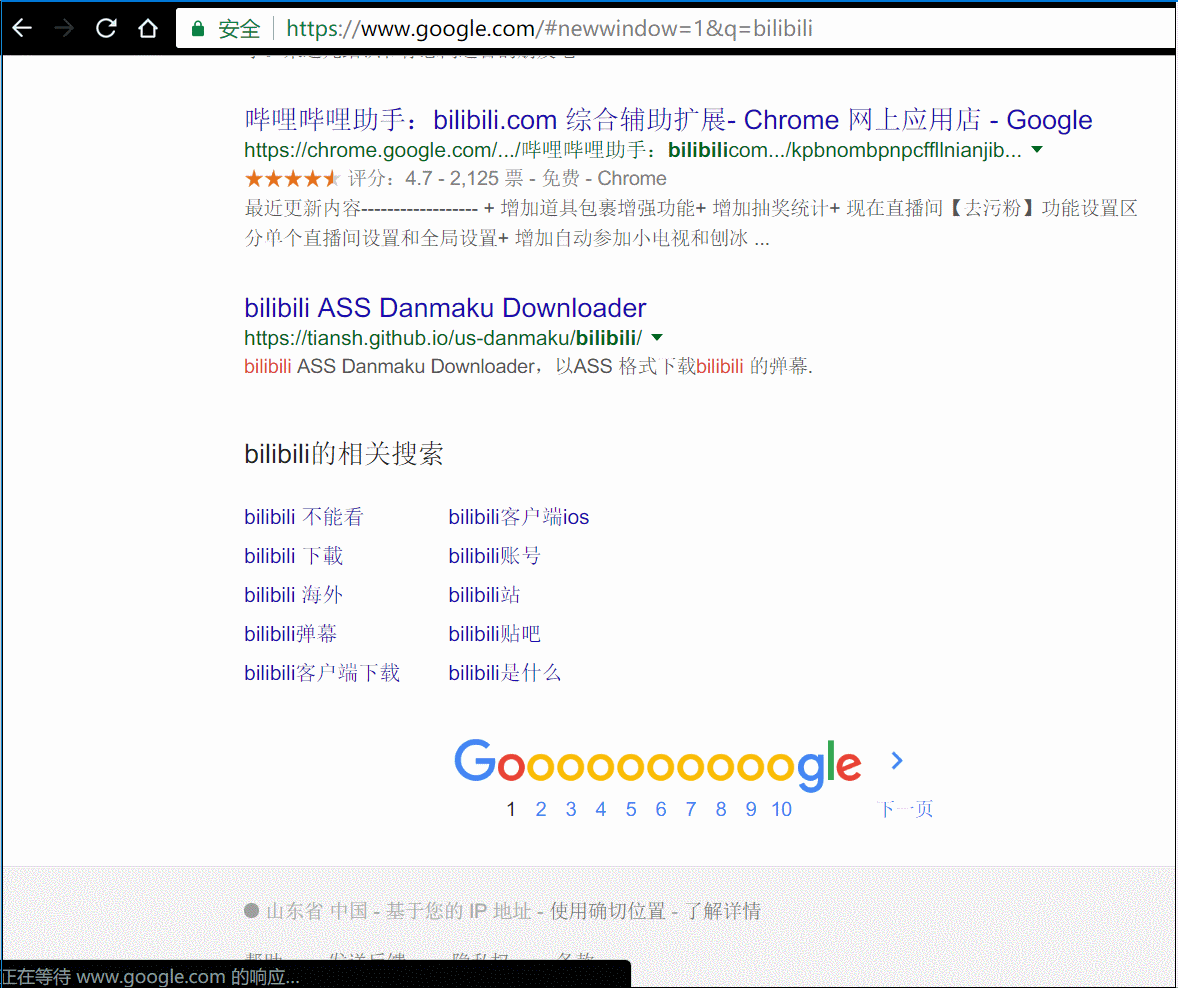 安全 https://www.google.com/#newwindow=1&q=bilibili
哔哩哔哩助手：bilibili.com 综合辅助扩展- Chrome 网上应用店 - Google
https://chrome.google.com/.../哔哩哔哩助手：bilibilicom.../kpbnombpnpcffllnianjib...
评分：4.7 - 2,125 票 - 免费 - Chrome
最近更新内容------------------ + 增加道具包裹增强功能+ 增加抽奖统计+ 现在直播间【去污粉】功能设置区
分单个直播间设置和全局设置+ 增加自动参加小电视和刨冰 ...
bilibili ASS Danmaku Downloader
https://tiansh.github.io/us-danmaku/bilibili/
bilibili ASS Danmaku Downloader，以ASS 格式下载bilibili 的弹幕.
bilibili的相关搜索
bilibili 不能看 bilibili客户端ios
bilibili 下載 bilibili账号
bilibili 海外 bilibili站
bilibili弹幕 bilibili贴吧
bilibili客户端下载 bilibili是什么
Goooooooooogle
1 2 3 4 5 6 7 8 9 10 下一页
山东省 中国 - 基于您的 IP 地址 - 使用确切位置 - 了解详情
帮助 发送反馈 隐私权 条款
正在等待 www.google.com 的响应...